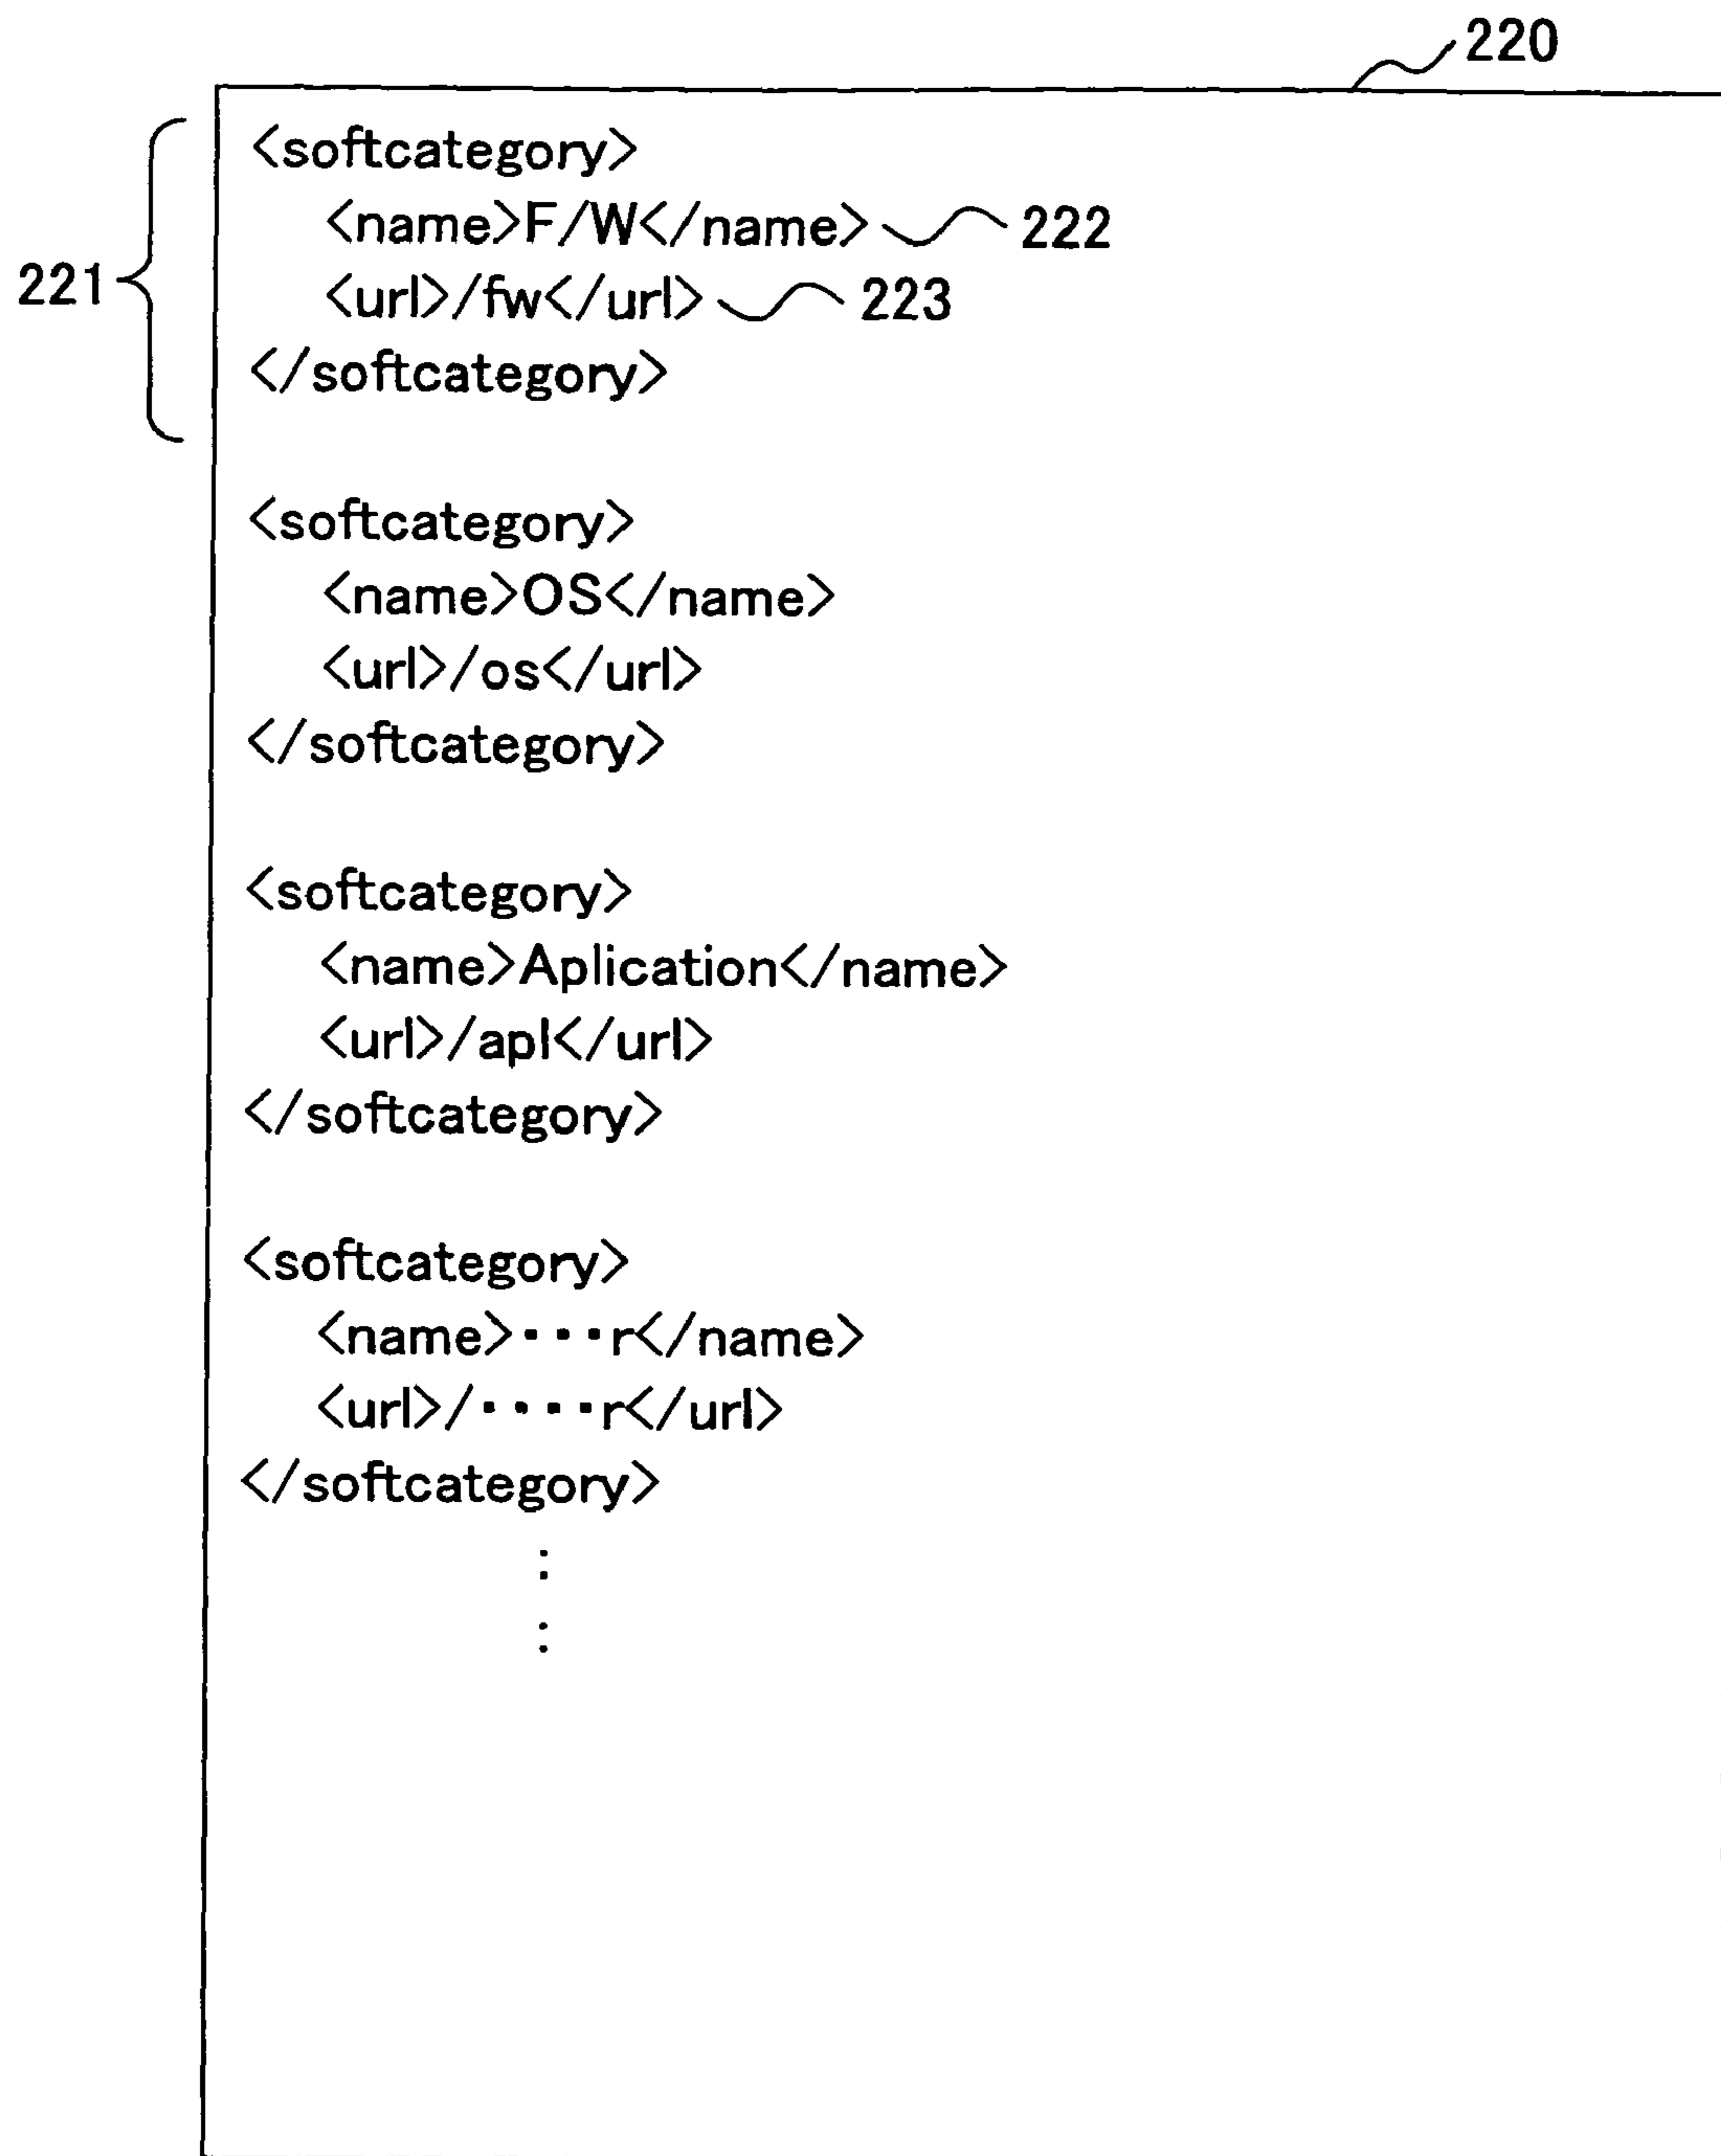 220
<softcategory>
<name>F/W</name> 222
221
<url>/fw</url> 223
</softcategory>
<softcategory>
<name>OS</name>
<url>/os</url>
</softcategory>
<softcategory>
<name>Aplication</name>
<url>/apl</url>
</softcategory>
<softcategory>
<name>・・・r</name>
<url>/・・・・r</url>
</softcategory>
:
: